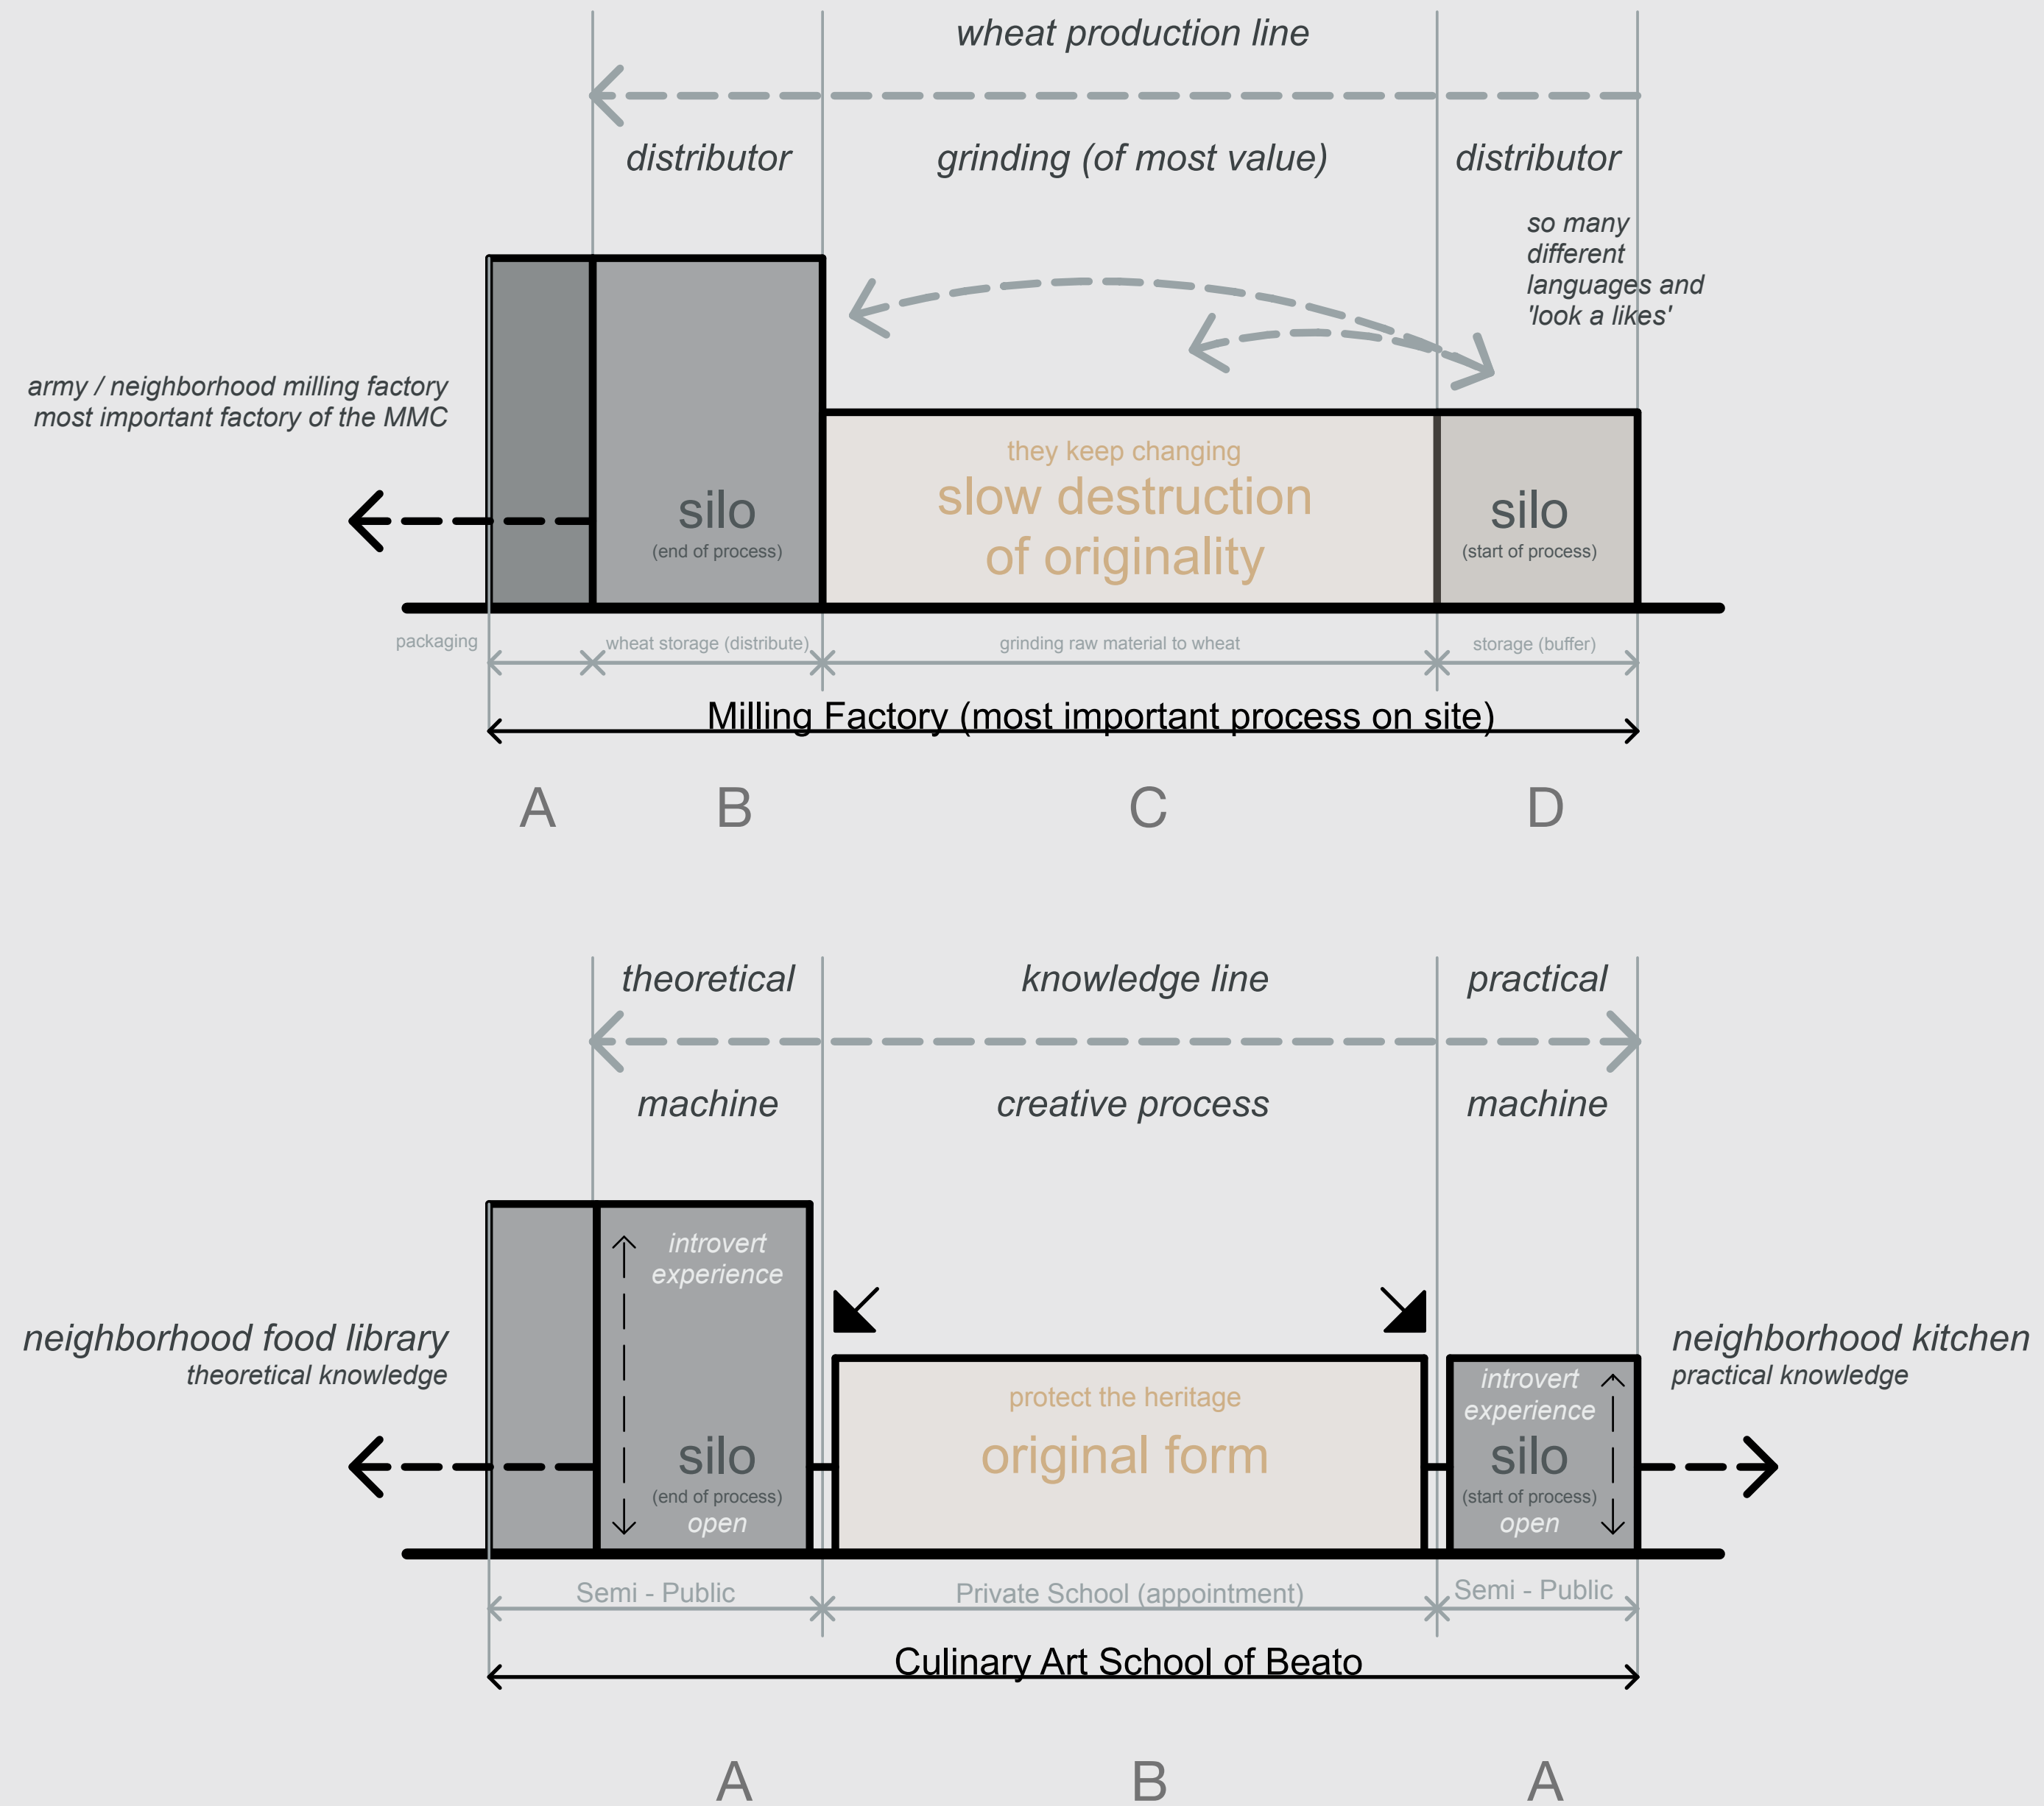 wheat production line
distributor
grinding (of most value)
distributor
so many
different
languages and
'look a likes'
army / neighborhood milling factory
most important factory of the MMC
they keep changing
slow destruction
of originality
silo
(end of process)
silo
(start of process)
packaging
wheat storage (distribute)
grinding raw material to wheat
storage (buffer)
Milling Factory (most important process on site)
A
B
C
D
theoretical
knowledge line
practical
machine
creative process
machine
introvert
experience
neighborhood food library
theoretical knowledge
neighborhood kitchen
practical knowledge
introvert
experience
protect the heritage
original form
silo
(end of process)
open
silo
(start of process)
open
Semi - Public
Private School (appointment)
Semi - Public
Culinary Art School of Beato
A
B
A